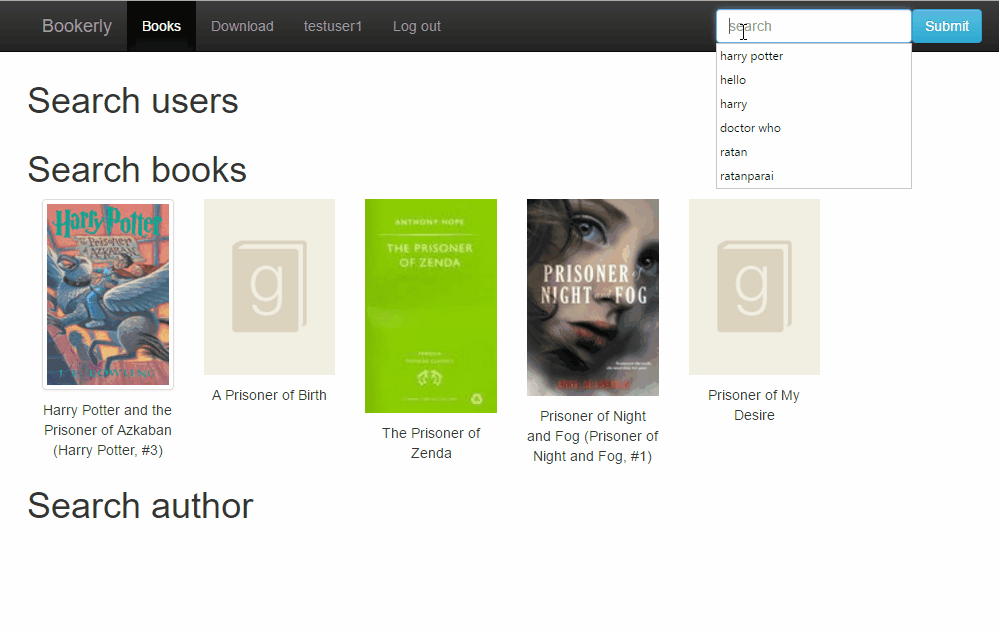 Bookerly Books Download testuser1 Log out search Submit
harry potter
hello
harry
doctor who
ratan
ratanparai
Search users
Search books
Harry Potter
and
The Prisoner
of
AZKABAN
J.K. ROWLING
Harry Potter and the
Prisoner of Azkaban
(Harry Potter, #3)
g
A Prisoner of Birth
ANTHONY HOPE
THE PRISONER
OF ZENDA
The Prisoner of
Zenda
PRISONER of
NIGHT and FOG
Prisoner of Night
and Fog (Prisoner of
Night and Fog, #1)
g
Prisoner of My
Desire
Search author